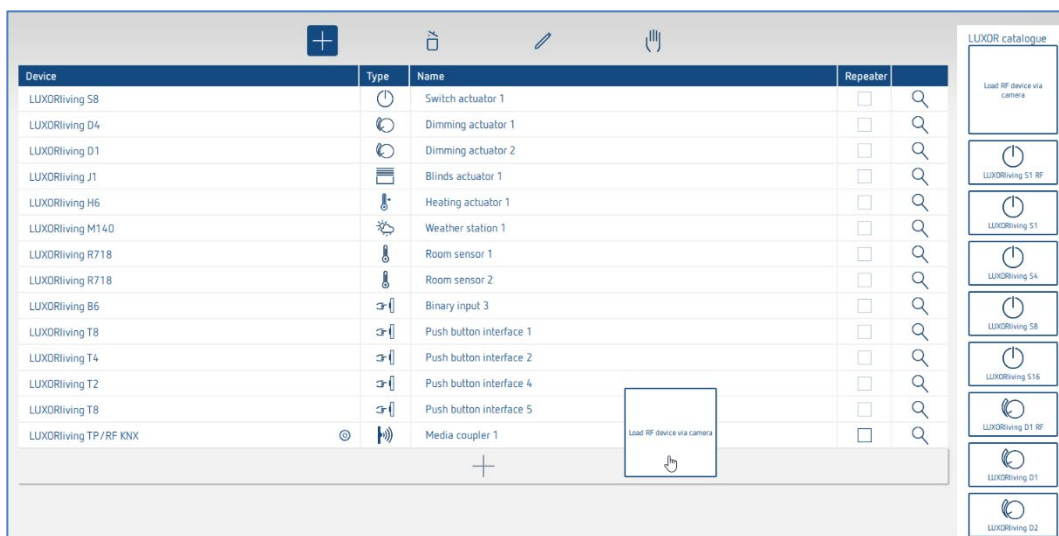 LUXOR catalogue
Device Type Name Repeater
Load RF device via
camera
LUXORliving S8 Switch actuator 1
LUXORliving D4 Dimming actuator 1
LUXORliving D1 Dimming actuator 2
LUXORliving J1 Blinds actuator 1
LUXORliving H6 Heating actuator 1
LUXORliving M140 Weather station 1
LUXORliving R718 Room sensor 1
LUXORliving R718 Room sensor 2
LUXORliving B6 Binary input 3
LUXORliving T8 Push button interface 1
LUXORliving T4 Push button interface 2
LUXORliving T2 Push button interface 4
LUXORliving T8 Push button interface 5
LUXORliving TP/RF KNX Media coupler 1
Load RF device via camera
LUXORliving S1 RF
LUXORliving S1
LUXORliving S4
LUXORliving S8
LUXORliving S16
LUXORliving D1 RF
LUXORliving D1
LUXORliving D2